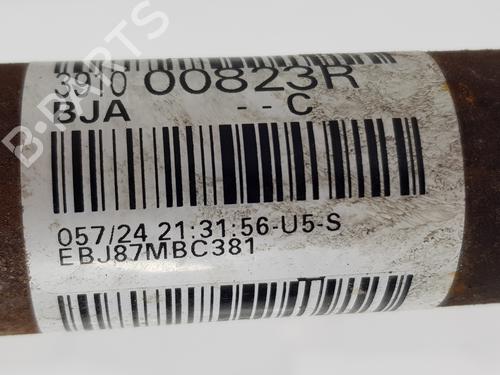 B-PARTS
3910 00823R
BJA - - C
057/24 21:31:56-U5-S
EBJ87MBC381